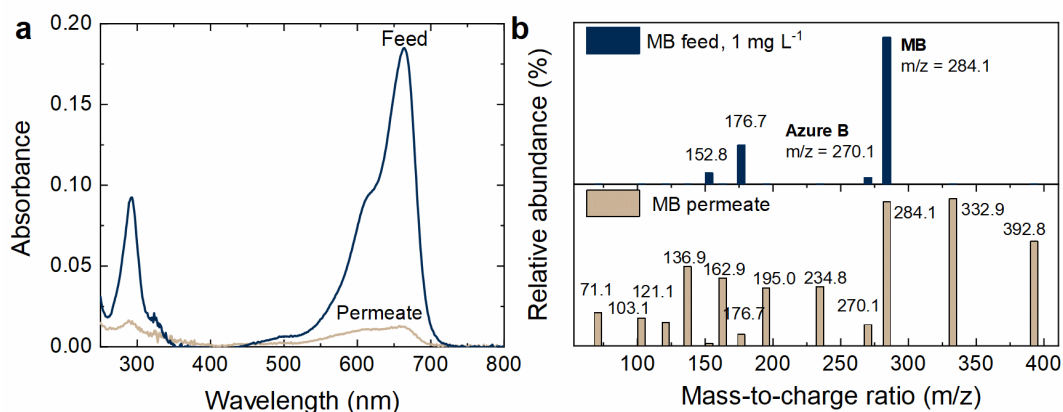 a
Absorbance
0.20
0.15
0.10
0.05
0.00
Feed
Permeate
300 400 500 600 700 800
Wavelength (nm)
b
Relative abundance (%)
MB feed, 1 mg L⁻¹
MB
m/z = 284.1
176.7
152.8
Azure B
m/z = 270.1
MB permeate
284.1
332.9
392.8
136.9
162.9
195.0
234.8
71.1
103.1
121.1
176.7
270.1
100 150 200 250 300 350 400
Mass-to-charge ratio (m/z)